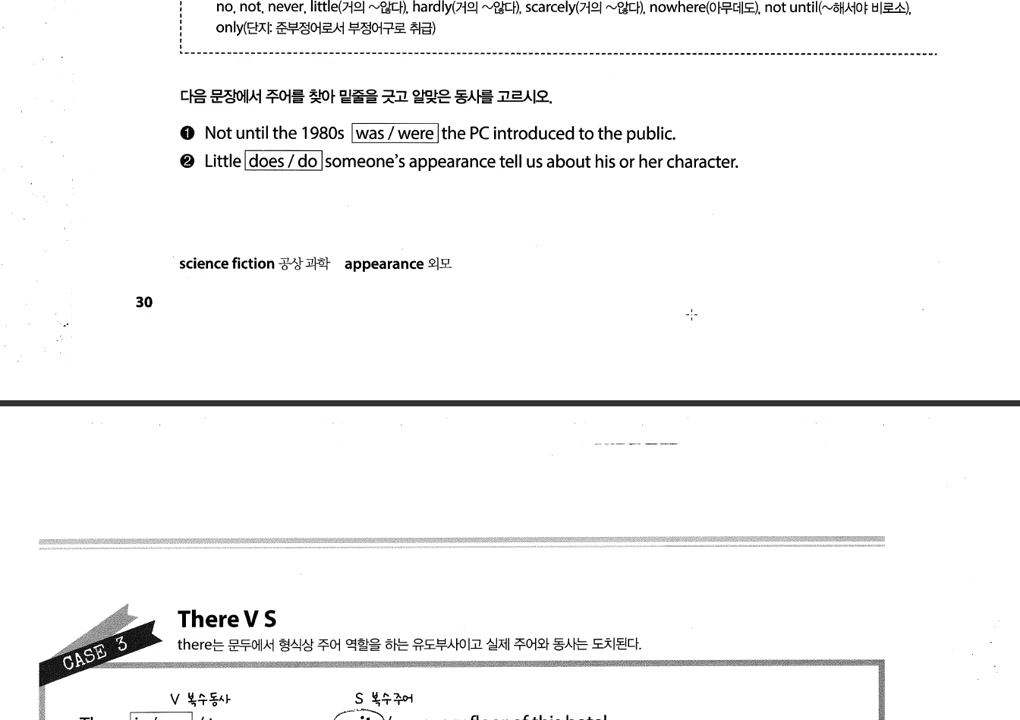 no, not, never, little(거의 ~않다), hardly(거의 ~않다), scarcely(거의 ~않다), nowhere(아무데도), not until(~해서야 비로소),
only(단지: 준부정어로서 부정어구로 취급)
다음 문장에서 주어를 찾아 밑줄을 긋고 알맞은 동사를 고르시오.
❶ Not until the 1980s was / were the PC introduced to the public.
❷ Little does / do someone's appearance tell us about his or her character.
science fiction 공상 과학 appearance 외모
30
There V S
CASE 3
there는 문두에서 형식상 주어 역할을 하는 유도부사이고 실제 주어와 동사는 도치된다.
V 복수동사 S 복수주어
floor of this hotel